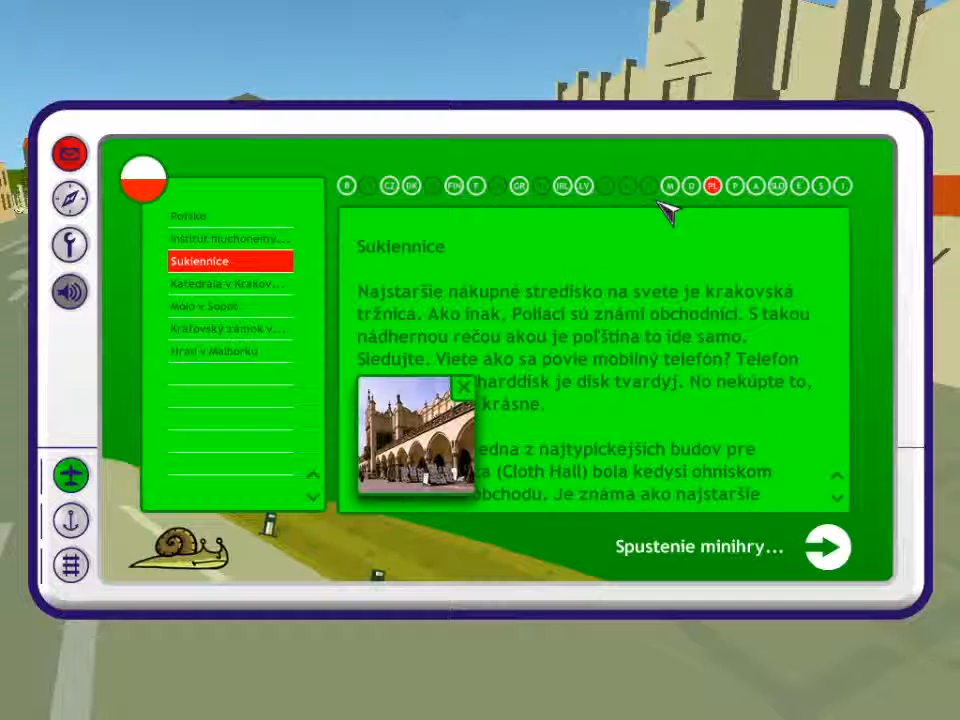 B CZ DK FIN F GR IRL LV M D PL P A SLO E S
Poľsko
Inštitút hluchonemý...
Sukiennice
Katedrála v Krakov...
Mólo v Sopot
Kráľovský zámok v...
Hrad v Malborku
Sukiennice
Najstaršie nákupné stredisko na svete je krakovská
tržnica. Ako inak, Poliaci sú známi obchodníci. S takou
nádhernou rečou akou je poľština to ide samo.
Sledujte. Viete ako sa povie mobilný telefón? Telefon
harddisk je disk tvardyj. No nekúpte to,
krásne.
edna z najtypickejších budov pre
(Cloth Hall) bola kedysi ohniskom
obchodu. Je známa ako najstaršie
Spustenie minihry...